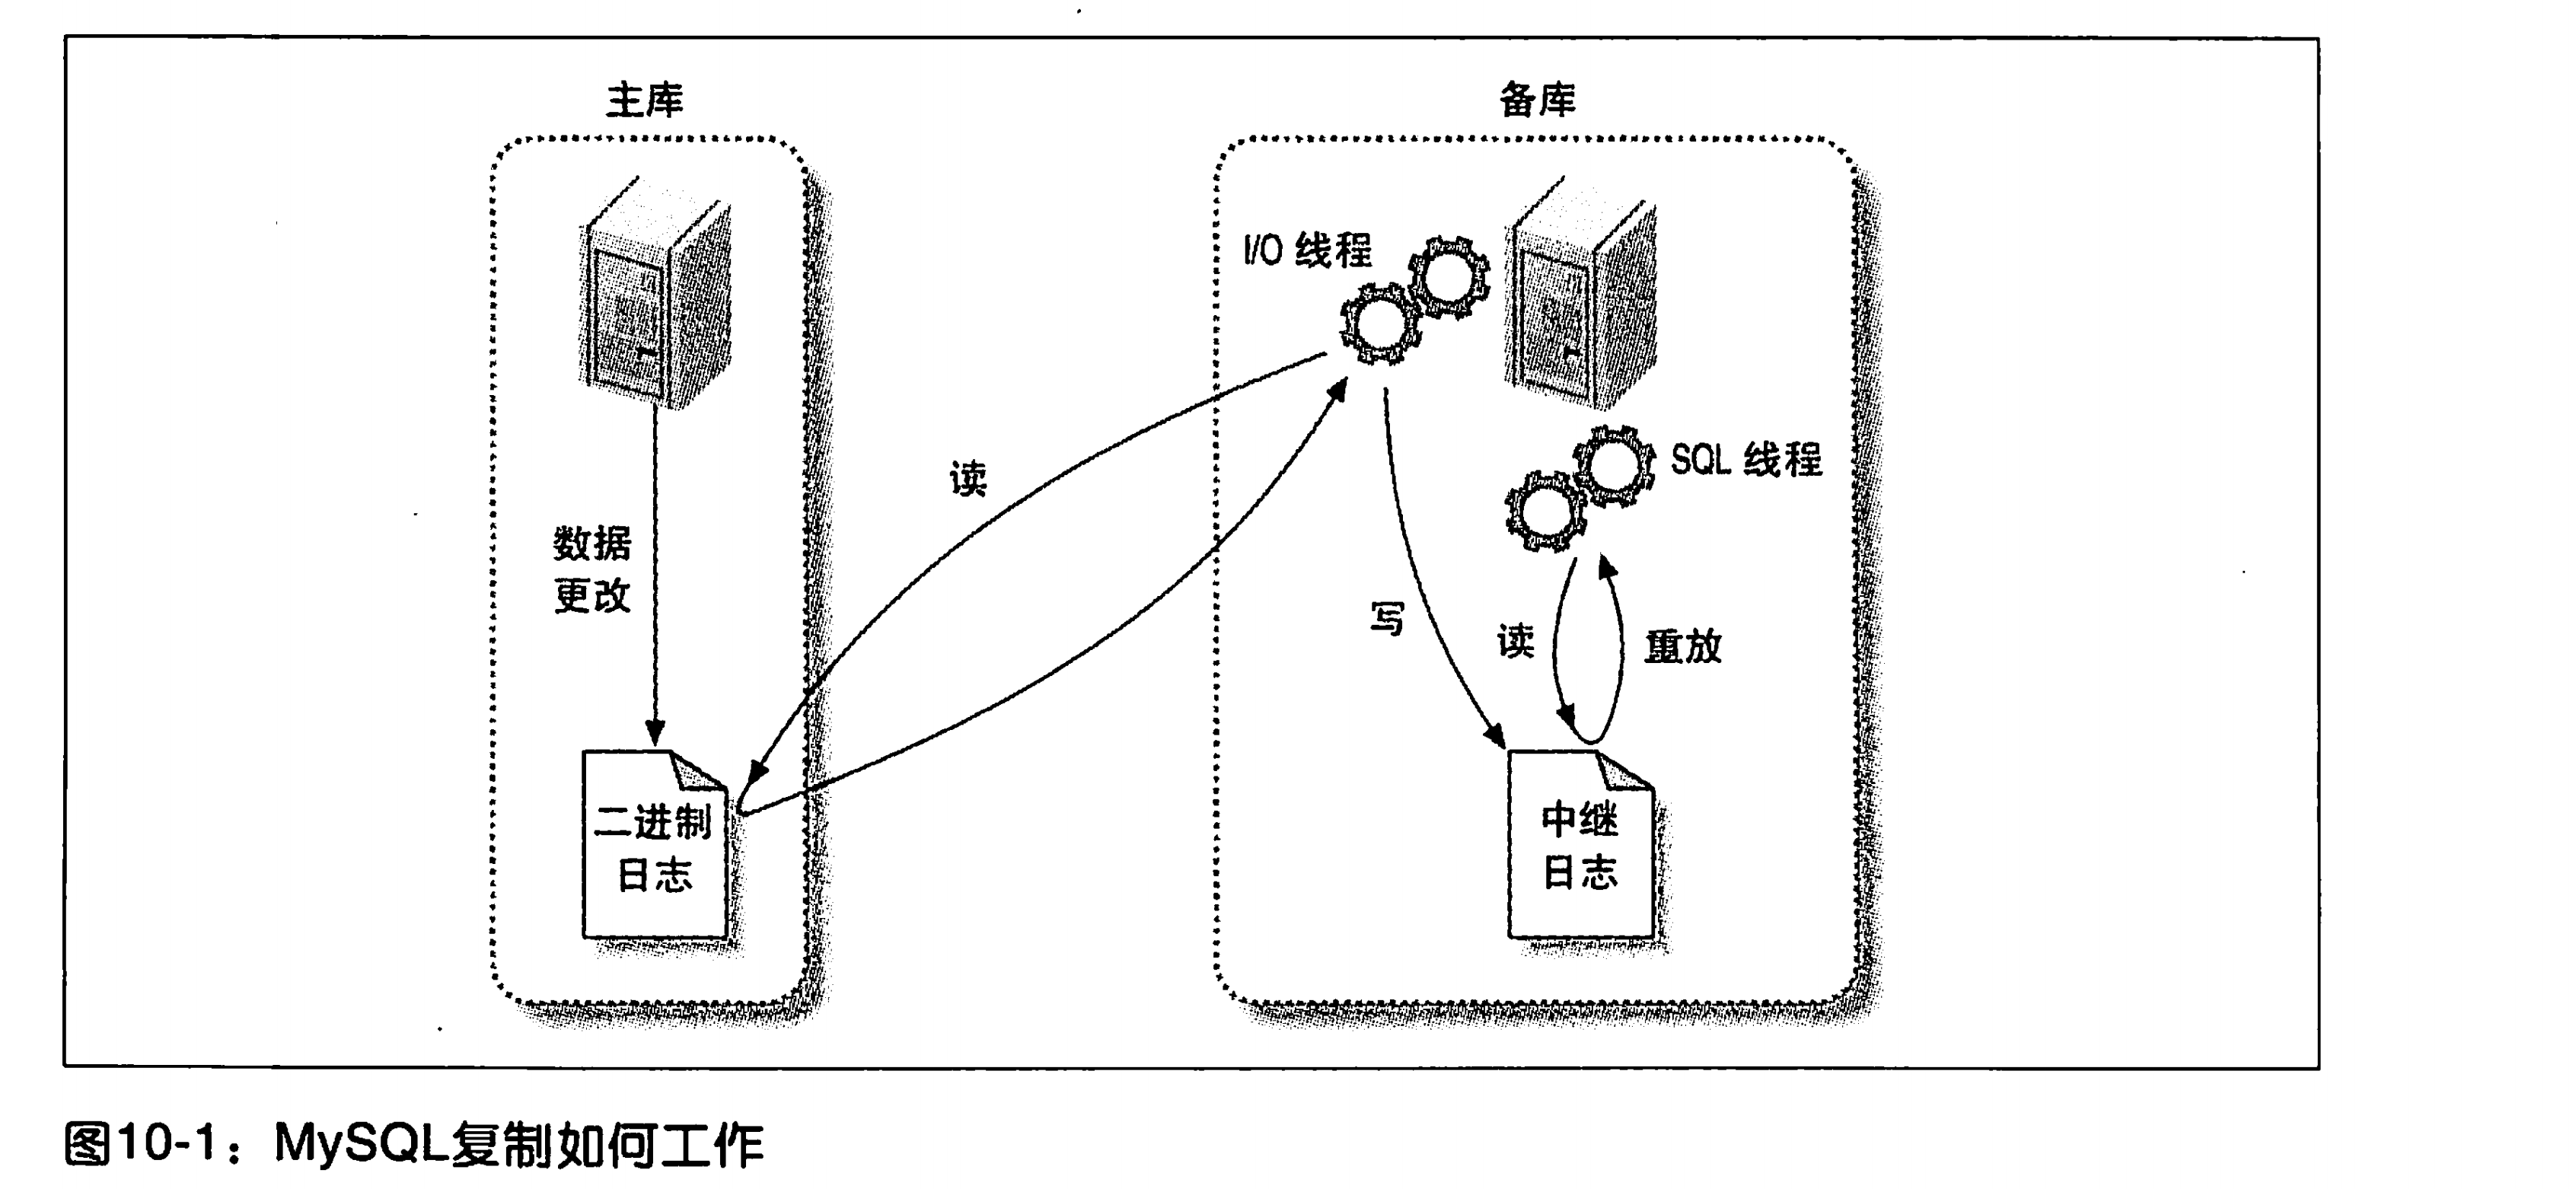 主库
备库
I/O 线程
SQL 线程
读
数据
更改
写
读
重放
二进制
日志
中继
日志
图10-1：MySQL复制如何工作